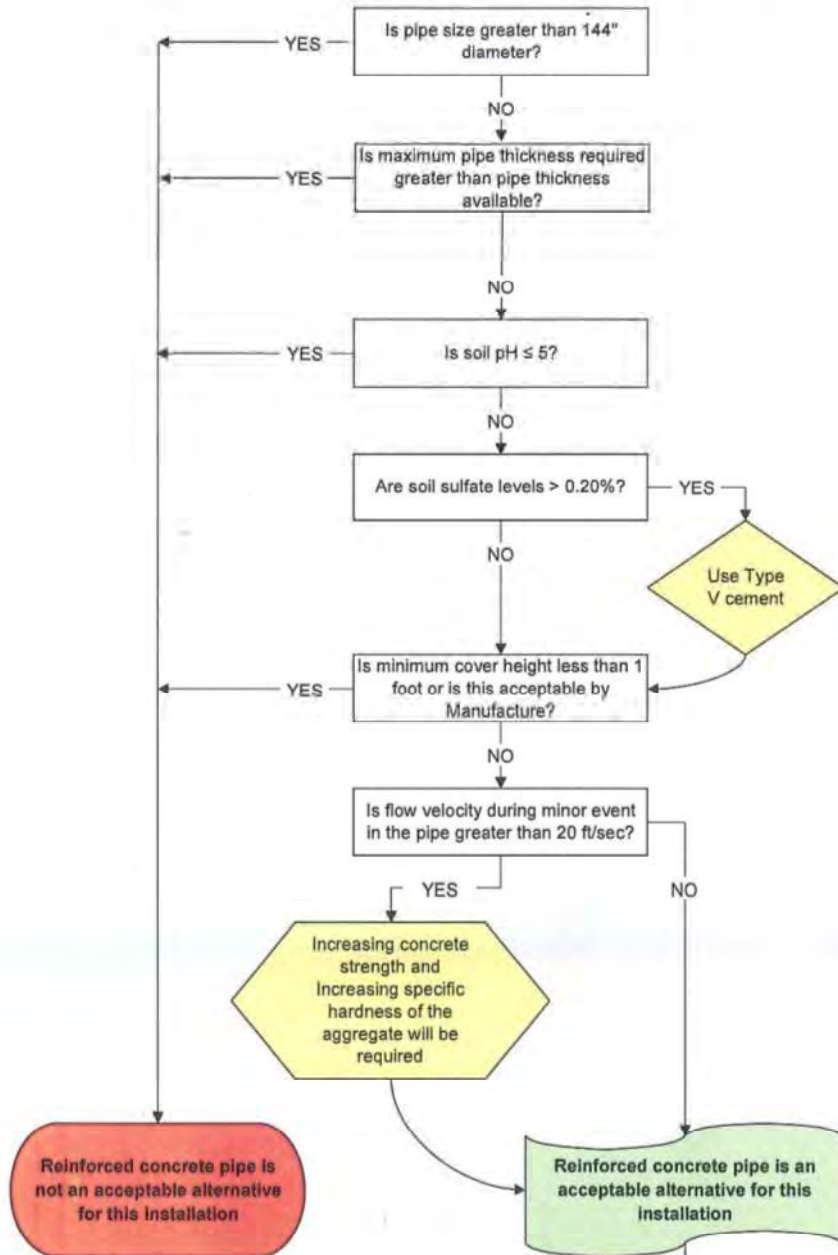 Is pipe size greater than 144"
diameter?
YES
NO
Is maximum pipe thickness required
greater than pipe thickness
available?
YES
NO
Is soil pH ≤ 5?
YES
NO
Are soil sulfate levels > 0.20%?
YES
NO
Use Type
V cement
Is minimum cover height less than 1
foot or is this acceptable by
Manufacture?
YES
NO
Is flow velocity during minor event
in the pipe greater than 20 ft/sec?
YES
NO
Increasing concrete
strength and
Increasing specific
hardness of the
aggregate will be
required
Reinforced concrete pipe is
not an acceptable alternative
for this Installation
Reinforced concrete pipe is an
acceptable alternative for this
installation